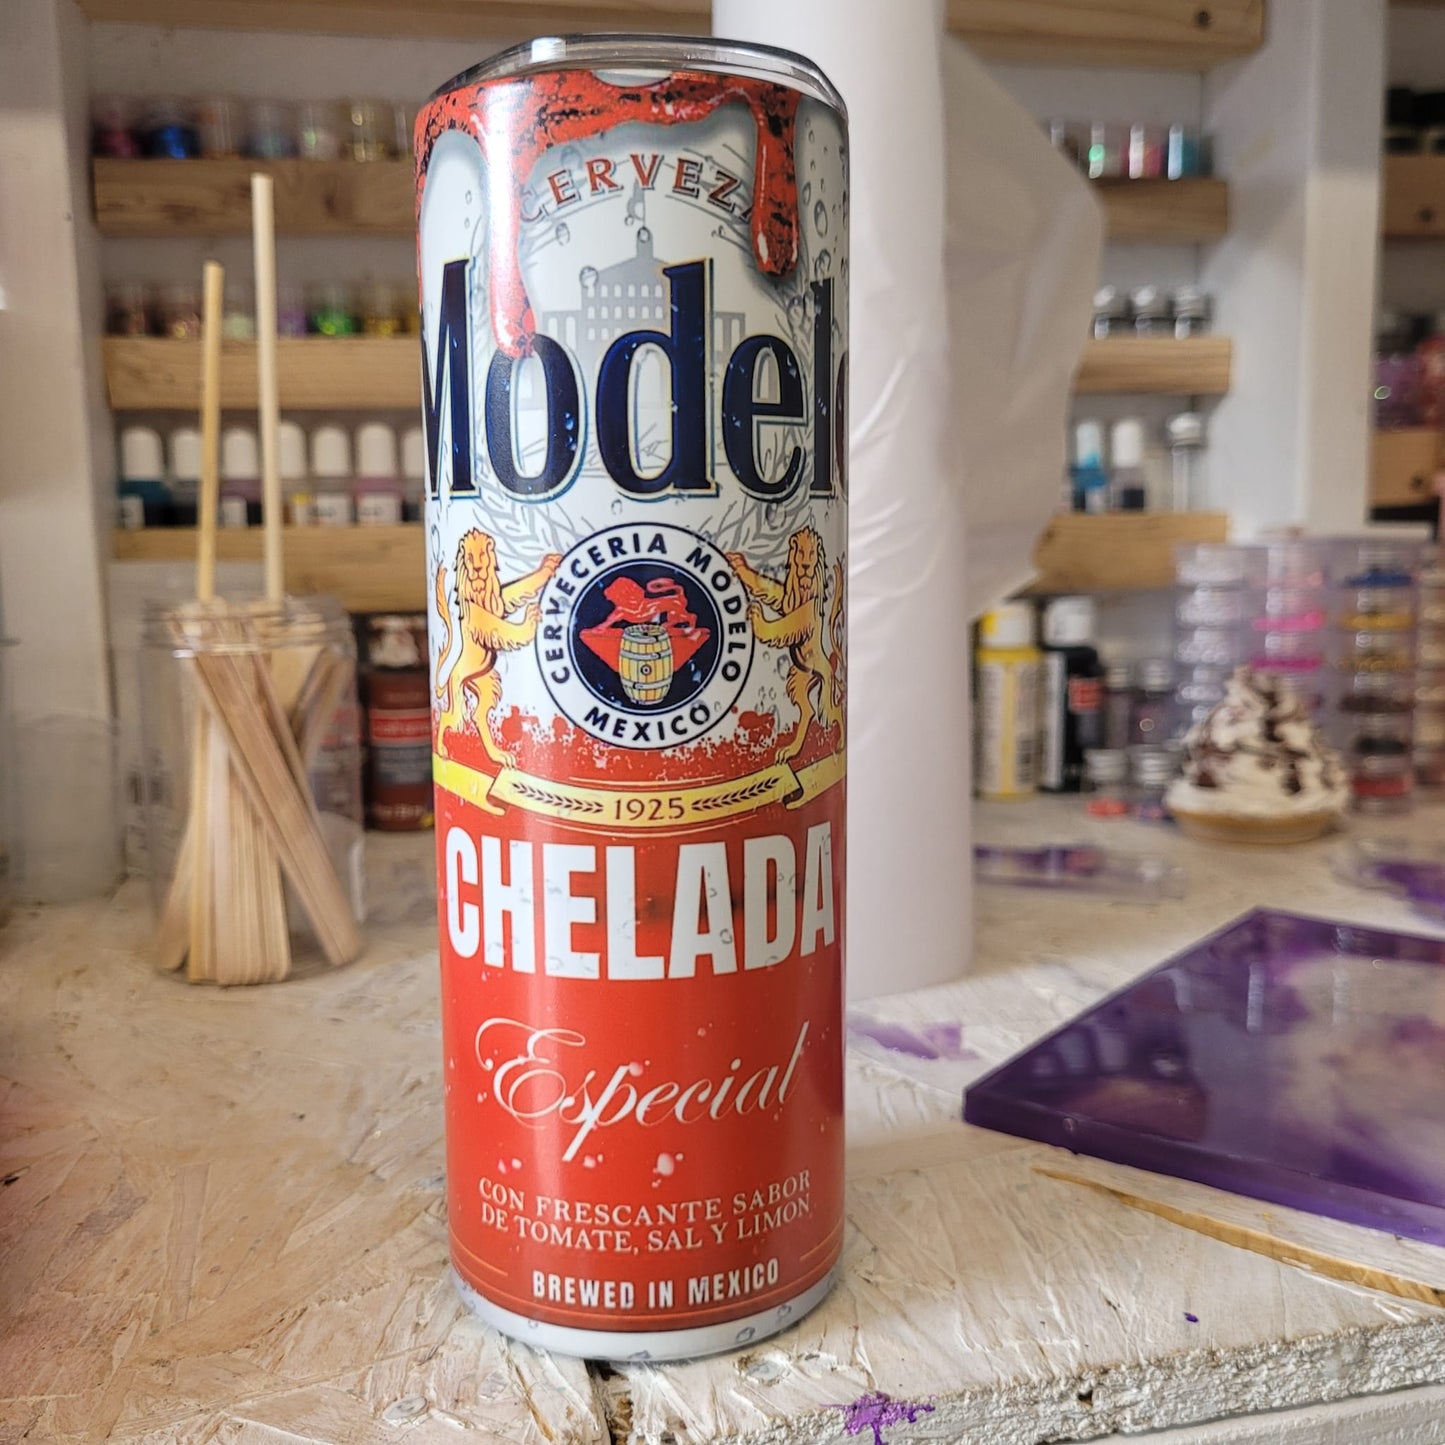 CERVEZA
Modelo
CERVECERIA MODELO
MEXICO
1925
CHELADA
Especial
CON FRESCANTE SABOR
DE TOMATE, SAL Y LIMON
BREWED IN MEXICO